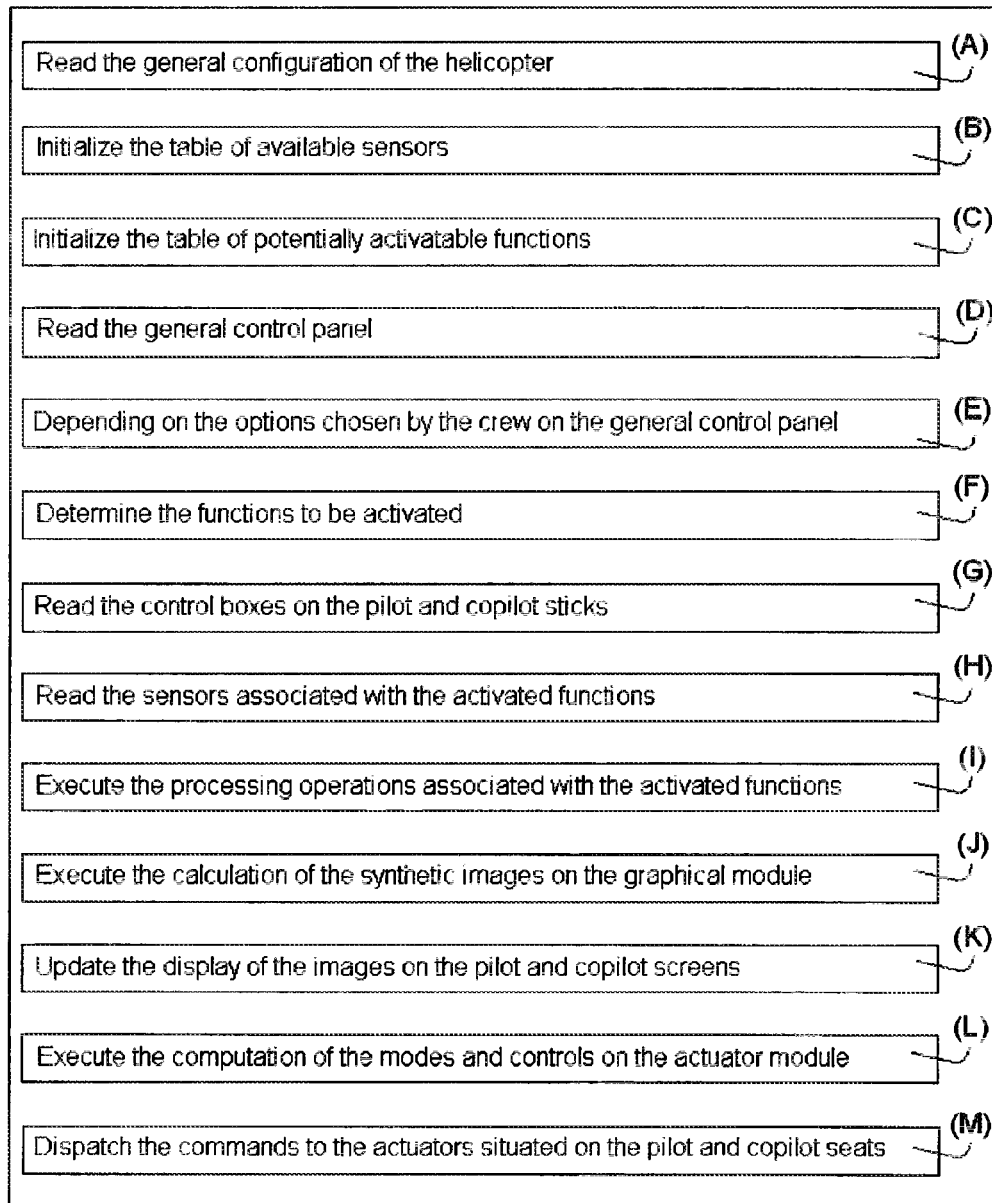 (A)
Read the general configuration of the helicopter
(B)
Initialize the table of available sensors
(C)
Initialize the table of potentially activatable functions
(D)
Read the general control panel
(E)
Depending on the options chosen by the crew on the general control panel
(F)
Determine the functions to be activated
(G)
Read the control boxes on the pilot and copilot sticks
(H)
Read the sensors associated with the activated functions
(I)
Execute the processing operations associated with the activated functions
(J)
Execute the calculation of the synthetic images on the graphical module
(K)
Update the display of the images on the pilot and copilot screens
(L)
Execute the computation of the modes and controls on the actuator module
(M)
Dispatch the commands to the actuators situated on the pilot and copilot seats